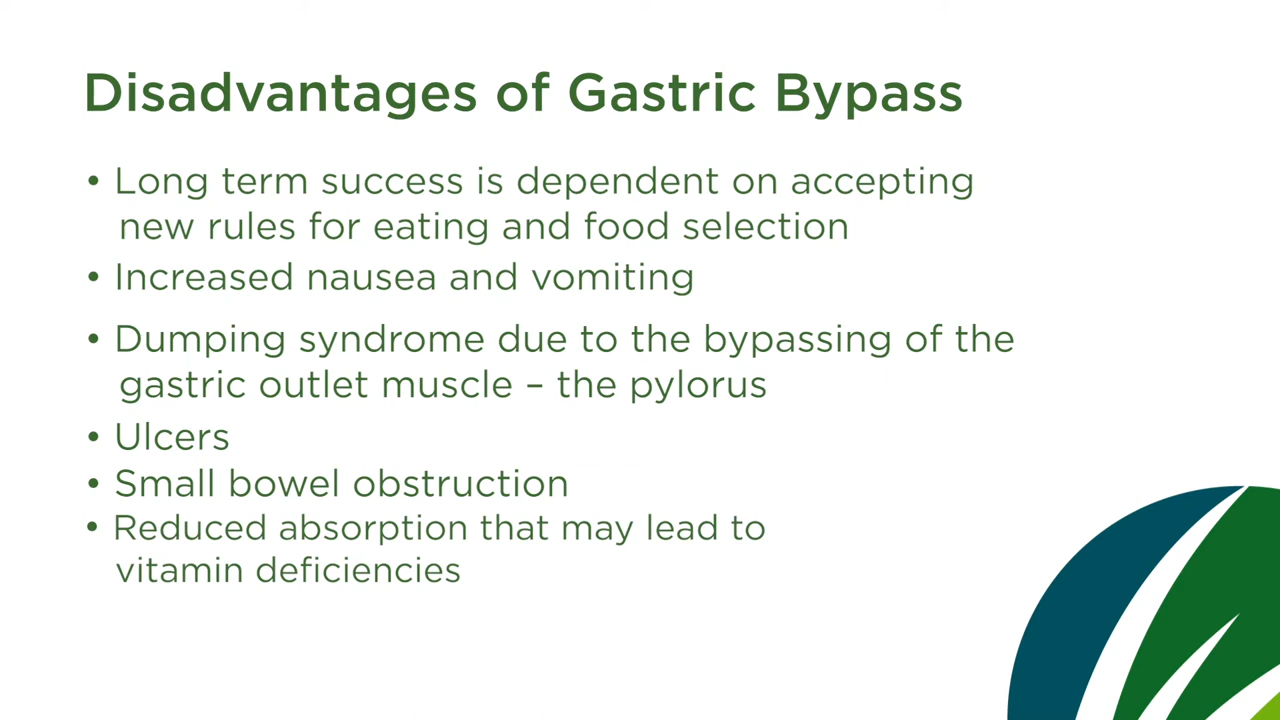 Disadvantages of Gastric Bypass
• Long term success is dependent on accepting
new rules for eating and food selection
• Increased nausea and vomiting
• Dumping syndrome due to the bypassing of the
gastric outlet muscle – the pylorus
• Ulcers
• Small bowel obstruction
• Reduced absorption that may lead to
vitamin deficiencies